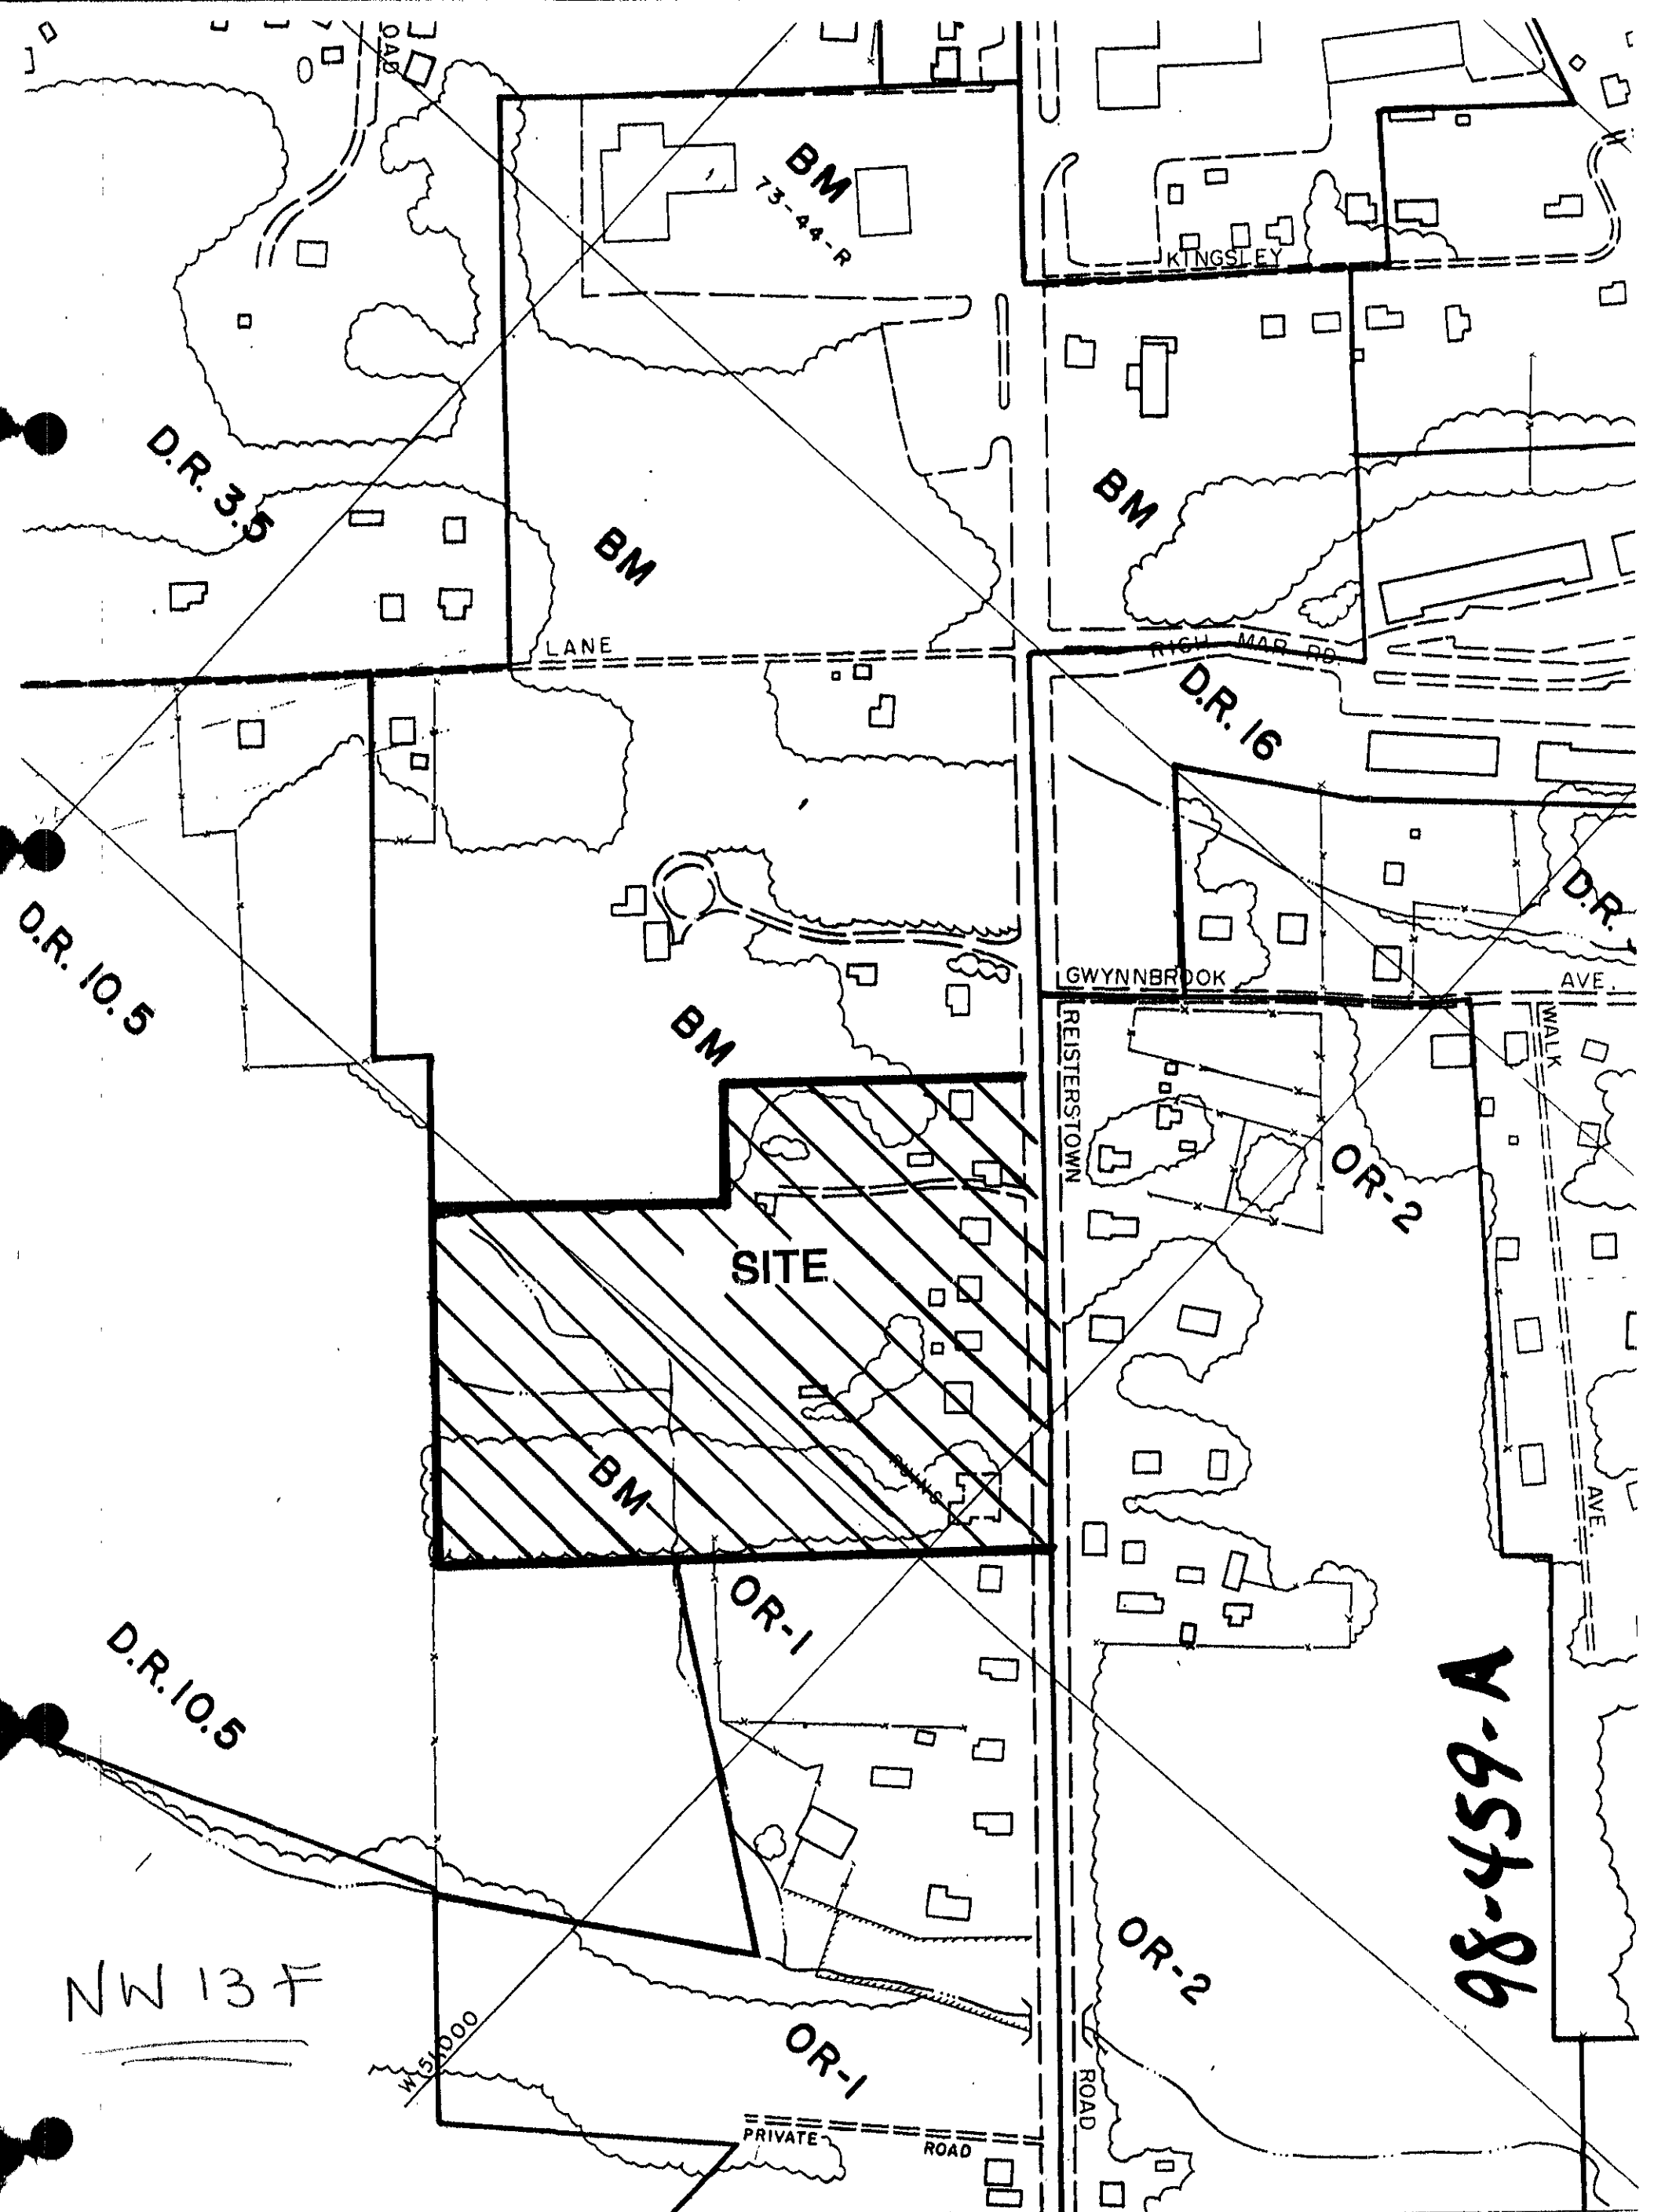 OAD
BM
73-44-R
KINGSLEY
D.R. 3.5
BM
BM
LANE
RICH MAR RD.
D.R. 16
D.R. 10.5
D.R.
GWYNNBROOK
AVE.
BM
REISTERSTOWN
WALK
OR-2
SITE
BM
RUINS
AVE.
OR-1
D.R. 10.5
98-459-A
OR-2
NW 13 F
W 51,000
OR-1
ROAD
PRIVATE
ROAD